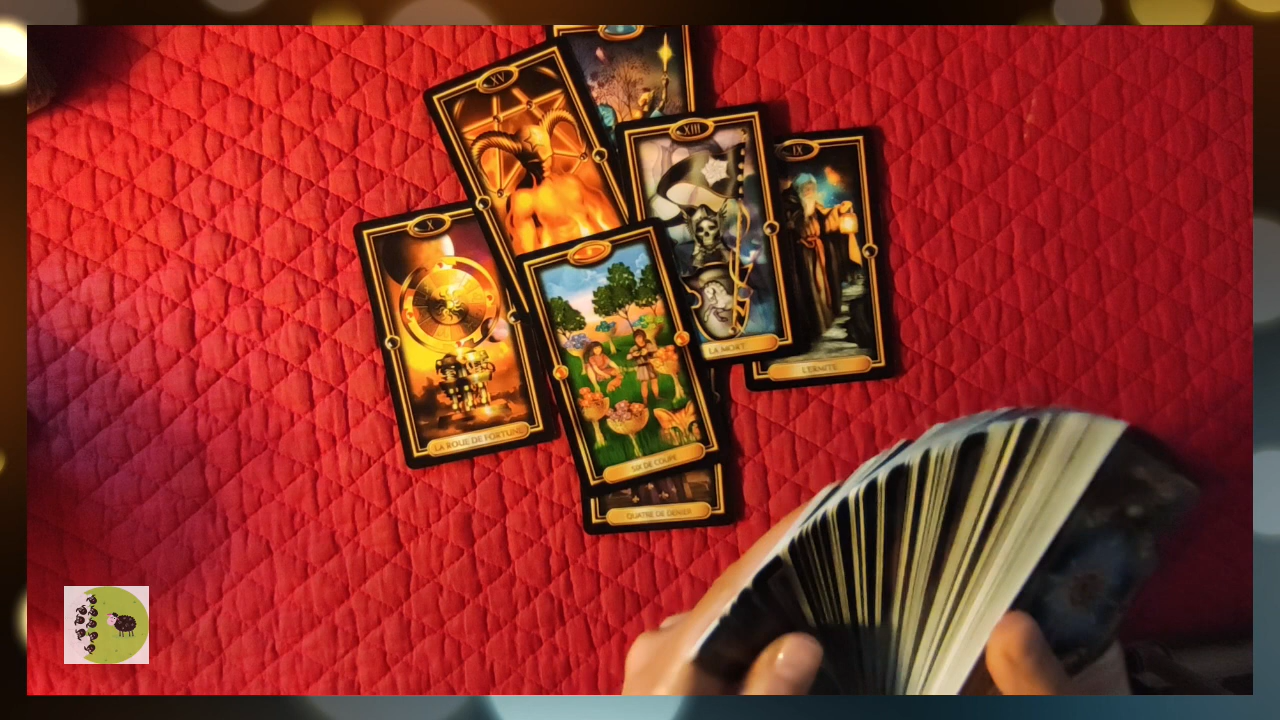 XV
XIII
IX
X
LA MORT
L'ERMITE
LA ROUE DE FORTUNE
SIX DE COUPE
QUATRE DE DENIER